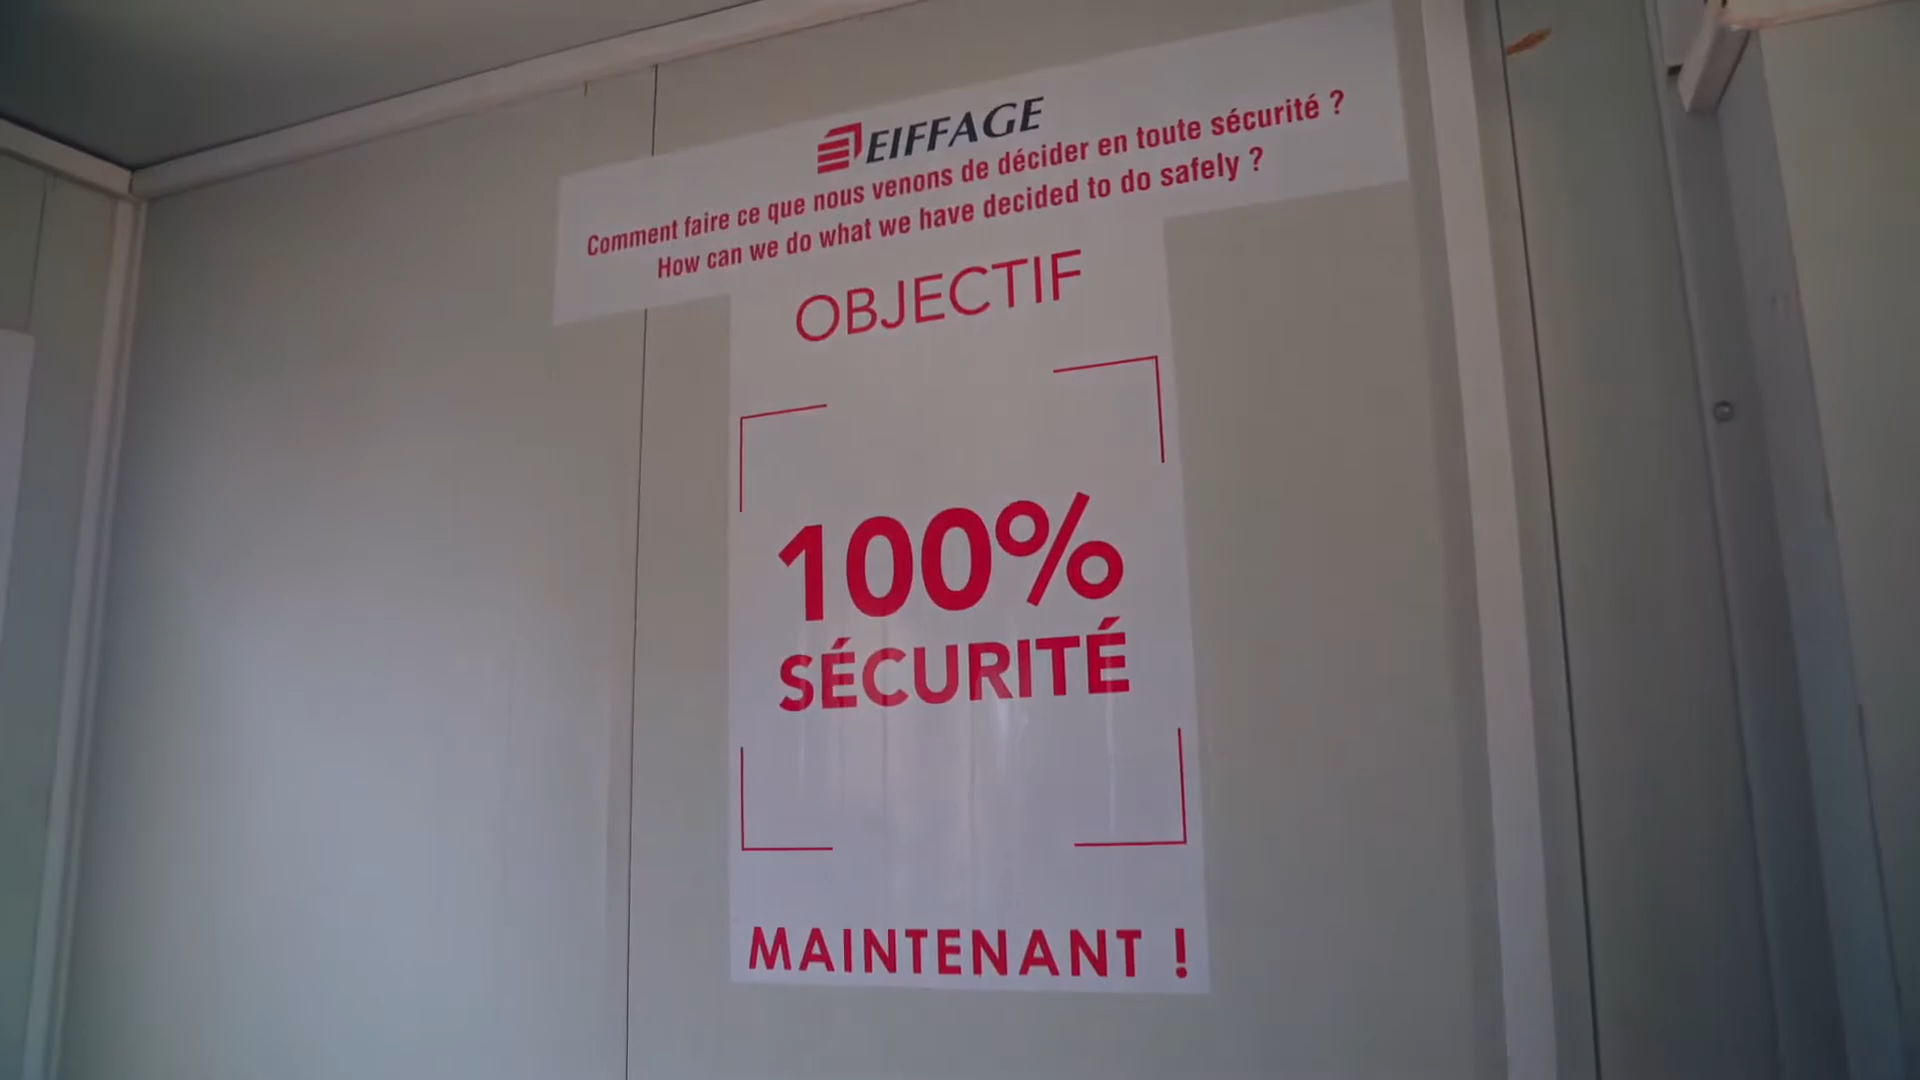 EIFFAGE
Comment faire ce que nous venons de décider en toute sécurité ?
How can we do what we have decided to do safely ?
OBJECTIF
100%
SÉCURITÉ
MAINTENANT !